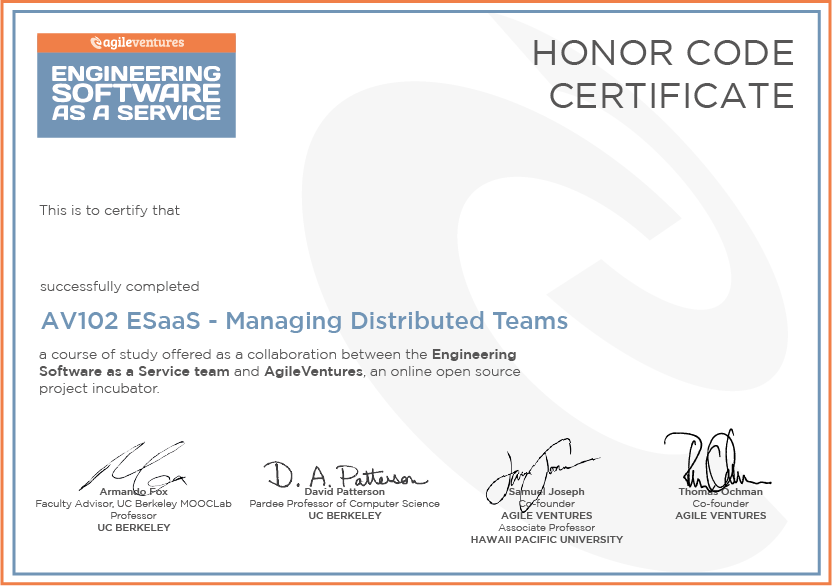 agileventures
ENGINEERING
SOFTWARE
AS A SERVICE
HONOR CODE
CERTIFICATE
This is to certify that
successfully completed
AV102 ESaaS - Managing Distributed Teams
a course of study offered as a collaboration between the Engineering
Software as a Service team and AgileVentures, an online open source
project incubator.
D. A. Patterson
Armando Fox
Faculty Advisor, UC Berkeley MOOCLab
Professor
UC BERKELEY
David Patterson
Pardee Professor of Computer Science
UC BERKELEY
Samuel Joseph
Co-founder
AGILE VENTURES
Associate Professor
HAWAII PACIFIC UNIVERSITY
Thomas Ochman
Co-founder
AGILE VENTURES